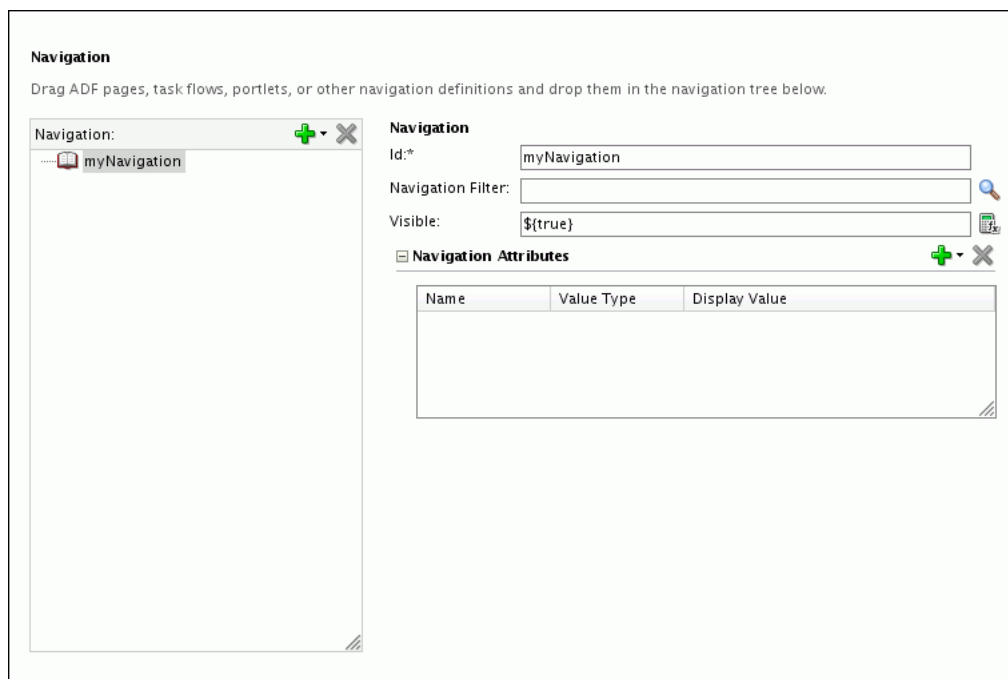 Navigation
Drag ADF pages, task flows, portlets, or other navigation definitions and drop them in the navigation tree below.
Navigation:
myNavigation
Navigation
Id:*
myNavigation
Navigation Filter:
Visible:
${true}
Navigation Attributes
Name Value Type Display Value